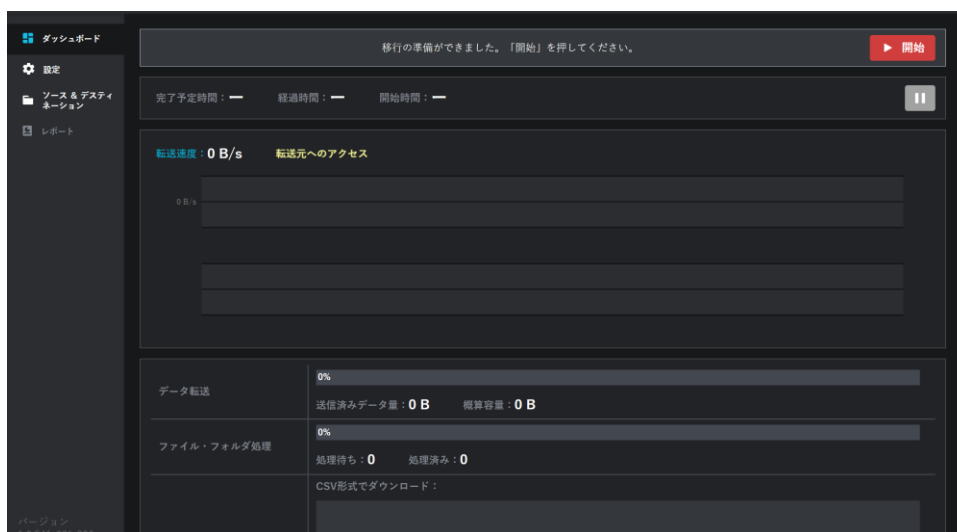 ダッシュボード
移行の準備ができました。「開始」を押してください。
開始
設定
ソース & デスティ
ネーション
完了予定時間：ー
経過時間：ー
開始時間：ー
レポート
転送速度：0 B/s
転送元へのアクセス
0 B/s
データ転送
0%
送信済みデータ量：0 B
概算容量：0 B
ファイル・フォルダ処理
0%
処理待ち：0
処理済み：0
CSV形式でダウンロード：
バージョン